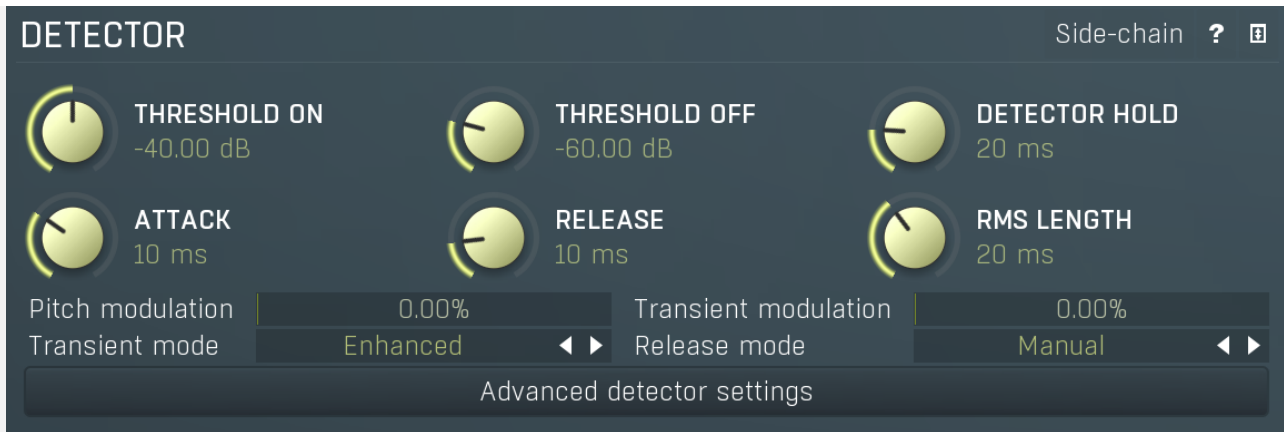 DETECTOR Side-chain ?
THRESHOLD ON THRESHOLD OFF DETECTOR HOLD
-40.00 dB -60.00 dB 20 ms
ATTACK RELEASE RMS LENGTH
10 ms 10 ms 20 ms
Pitch modulation 0.00% Transient modulation 0.00%
Transient mode Enhanced Release mode Manual
Advanced detector settings